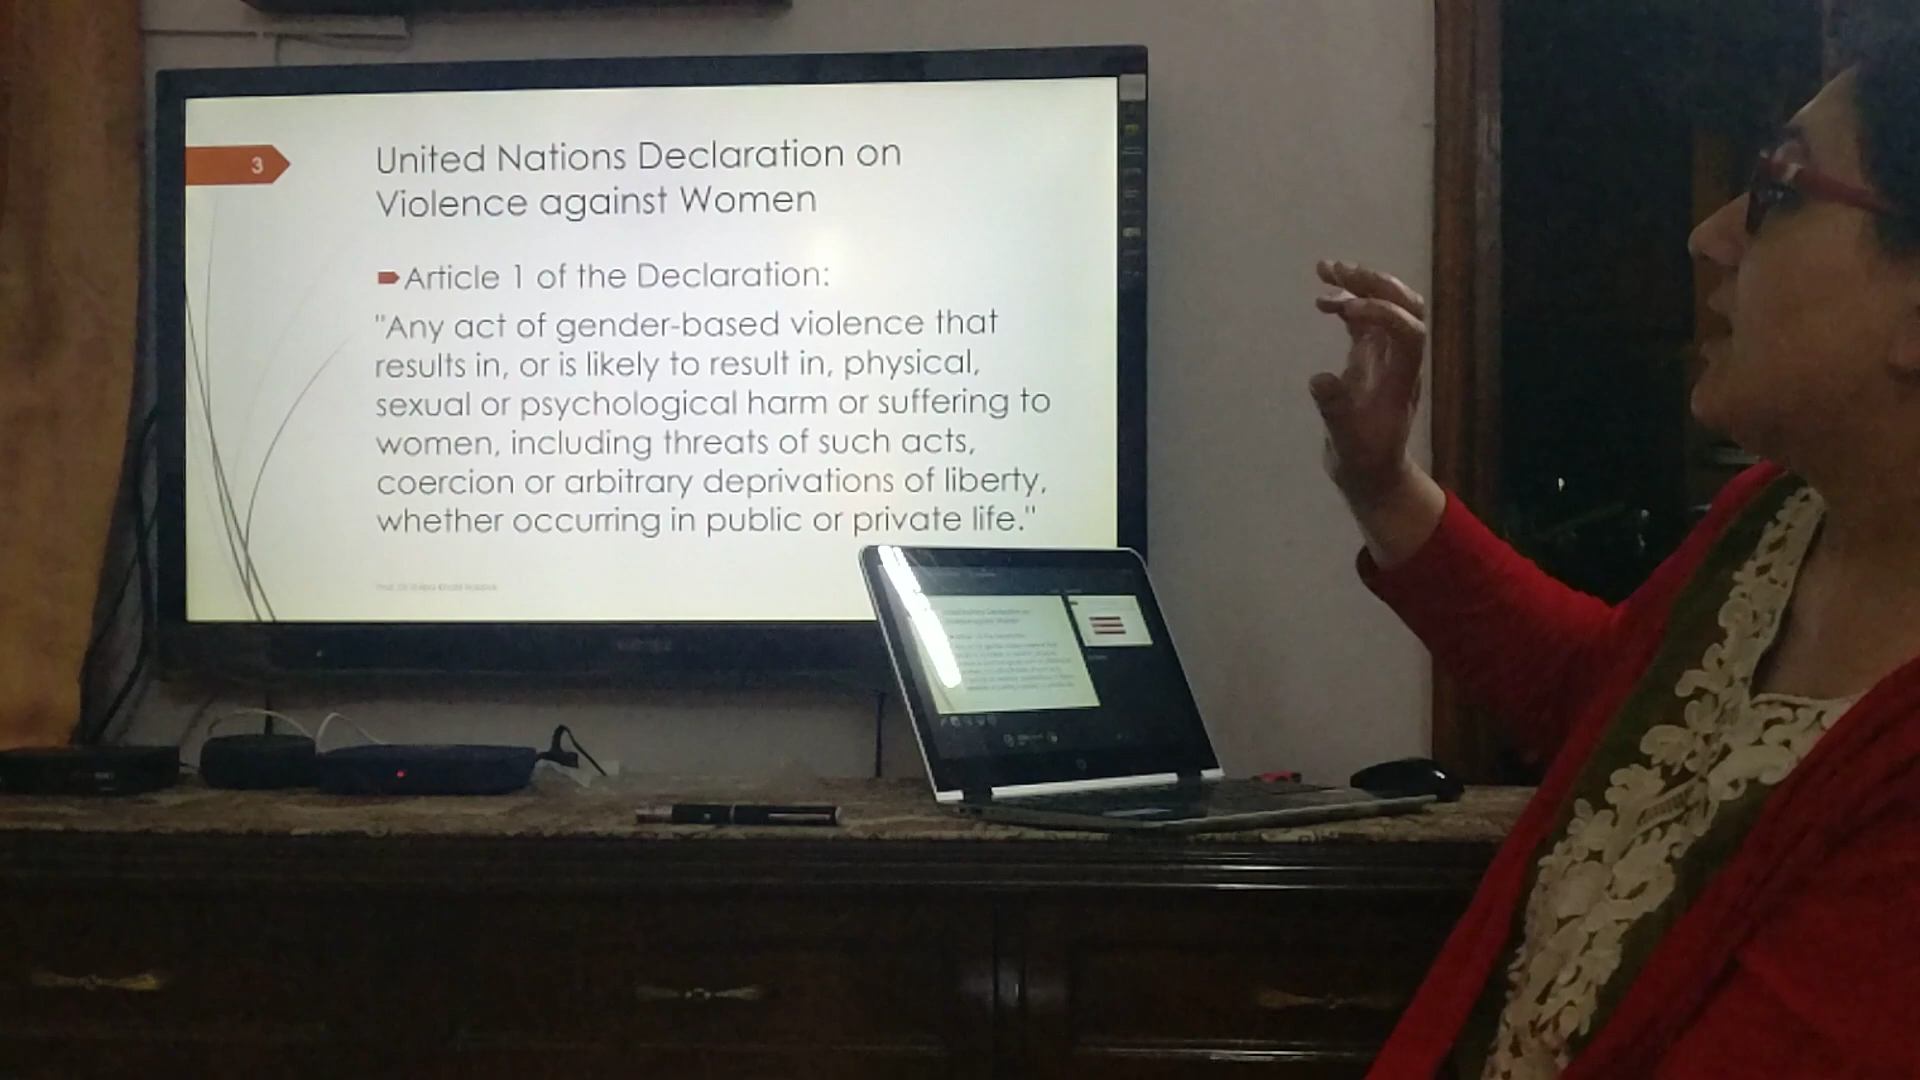 3
United Nations Declaration on
Violence against Women
Article 1 of the Declaration:
"Any act of gender-based violence that
results in, or is likely to result in, physical,
sexual or psychological harm or suffering to
women, including threats of such acts,
coercion or arbitrary deprivations of liberty,
whether occurring in public or private life."